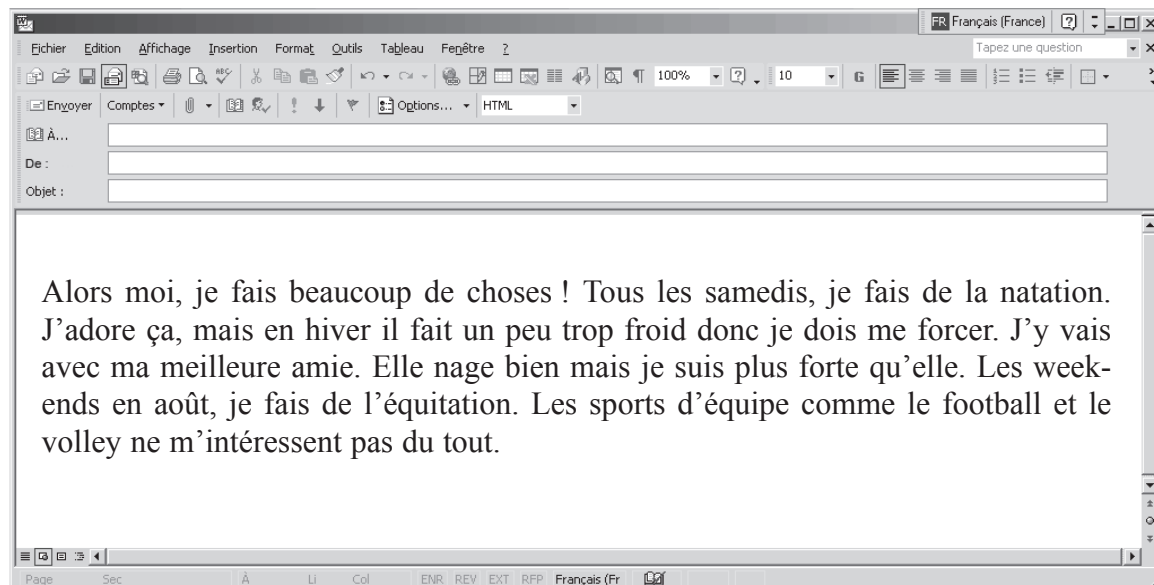 FR Français (France)
Fichier Edition Affichage Insertion Format Outils Tableau Fenêtre ? Tapez une question
100% 10 G
Envoyer Comptes Options... HTML
À...
De :
Objet :
Alors moi, je fais beaucoup de choses ! Tous les samedis, je fais de la natation.
J’adore ça, mais en hiver il fait un peu trop froid donc je dois me forcer. J’y vais
avec ma meilleure amie. Elle nage bien mais je suis plus forte qu’elle. Les week-
ends en août, je fais de l’équitation. Les sports d’équipe comme le football et le
volley ne m’intéressent pas du tout.
Page Sec À Li Col ENR REV EXT RFP Français (Fr